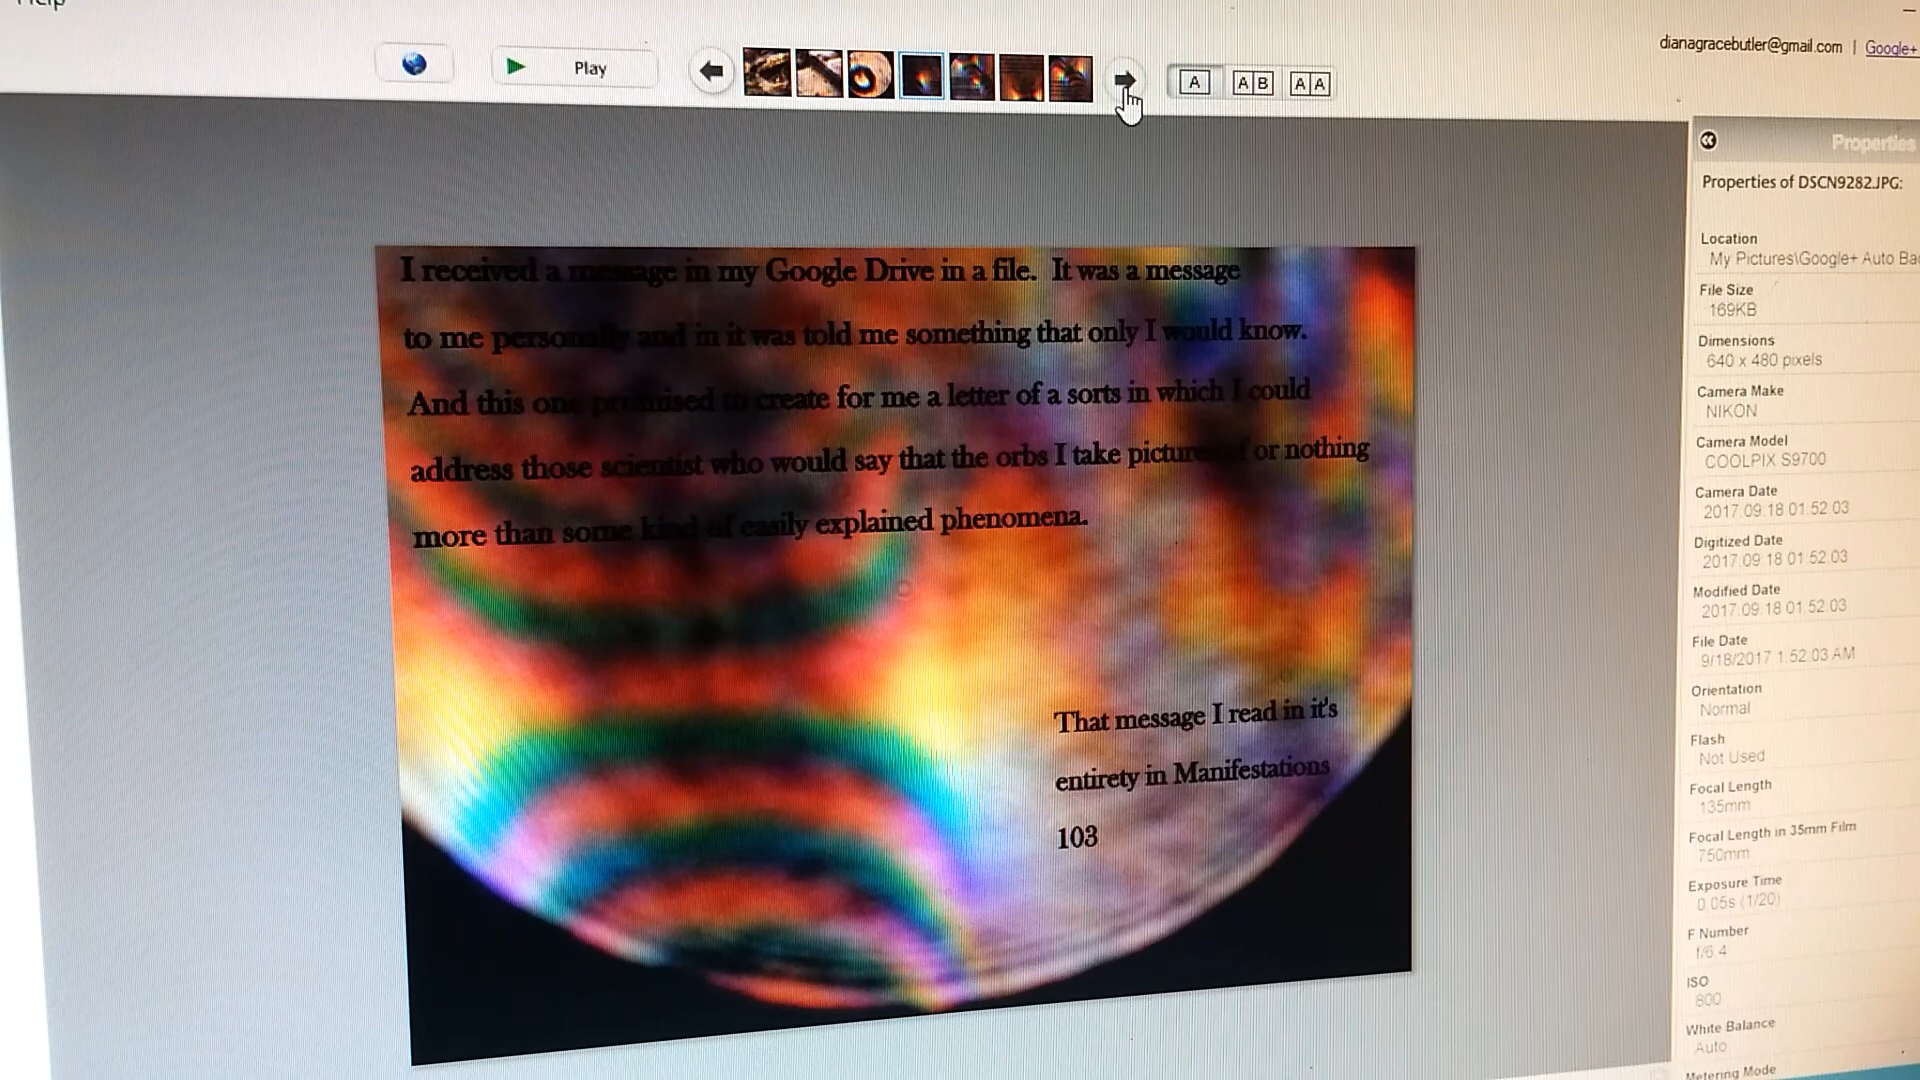 Help
Play
dianagracebutler@gmail.com | Google+
A
A B
A A
Properties
Properties of DSCN9282.JPG:
Location
My Pictures\Google+ Auto Bac
File Size
169KB
Dimensions
640 x 480 pixels
Camera Make
NIKON
Camera Model
COOLPIX S9700
Camera Date
2017:09:18 01:52:03
Digitized Date
2017:09:18 01:52:03
Modified Date
2017:09:18 01:52:03
File Date
9/18/2017 1:52:03 AM
Orientation
Normal
Flash
Not Used
Focal Length
135mm
Focal Length in 35mm Film
750mm
Exposure Time
0.05s (1/20)
F Number
f/6.4
ISO
800
White Balance
Auto
Metering Mode
I received a message in my Google Drive in a file. It was a message
to me personally and in it was told me something that only I would know.
And this one promised to create for me a letter of a sorts in which I could
address those scientist who would say that the orbs I take pictures of or nothing
more than some kind of easily explained phenomena.
That message I read in it's
entirety in Manifestations
103